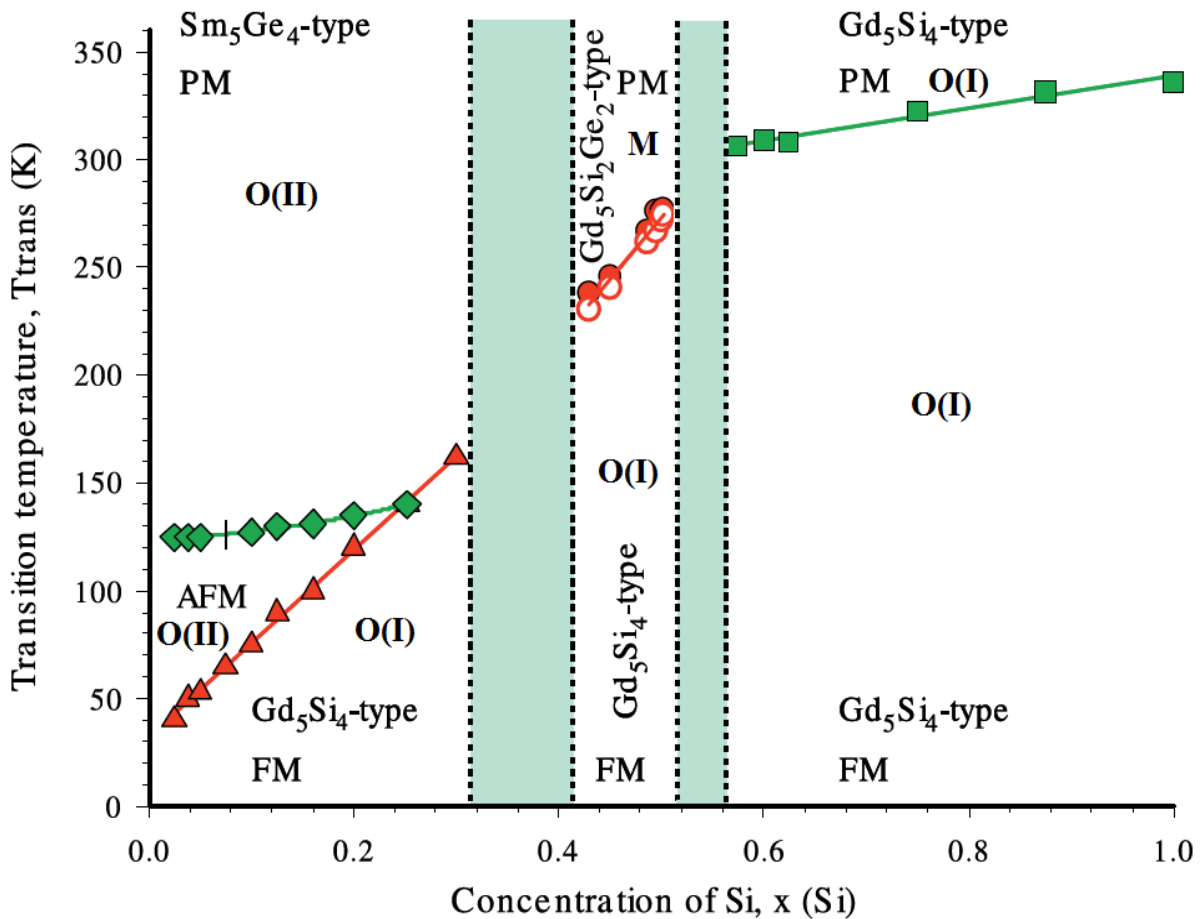 Sm5Ge4-type
PM
O(II)
AFM
O(II)
O(I)
Gd5Si4-type
FM
Gd5Si2Ge2-type
PM
M
O(I)
Gd5Si4-type
FM
Gd5Si4-type
PM
O(I)
O(I)
Gd5Si4-type
FM
Transition temperature, Ttrans (K)
350
300
250
200
150
100
50
0
0.0 0.2 0.4 0.6 0.8 1.0
Concentration of Si, x (Si)